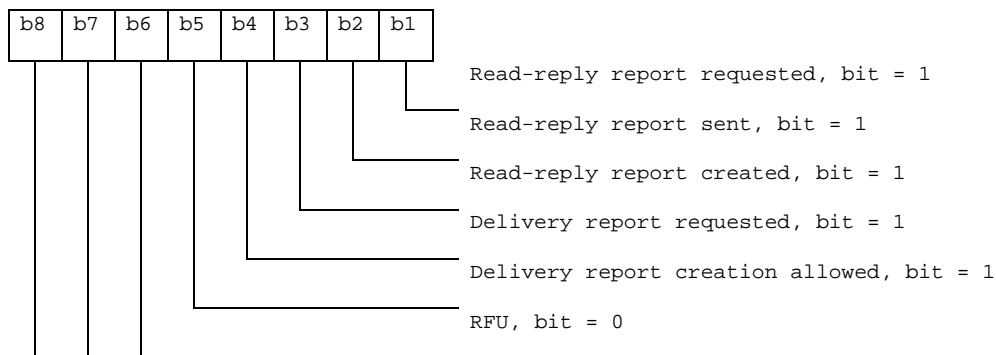 b8 b7 b6 b5 b4 b3 b2 b1
Read-reply report requested, bit = 1
Read-reply report sent, bit = 1
Read-reply report created, bit = 1
Delivery report requested, bit = 1
Delivery report creation allowed, bit = 1
RFU, bit = 0